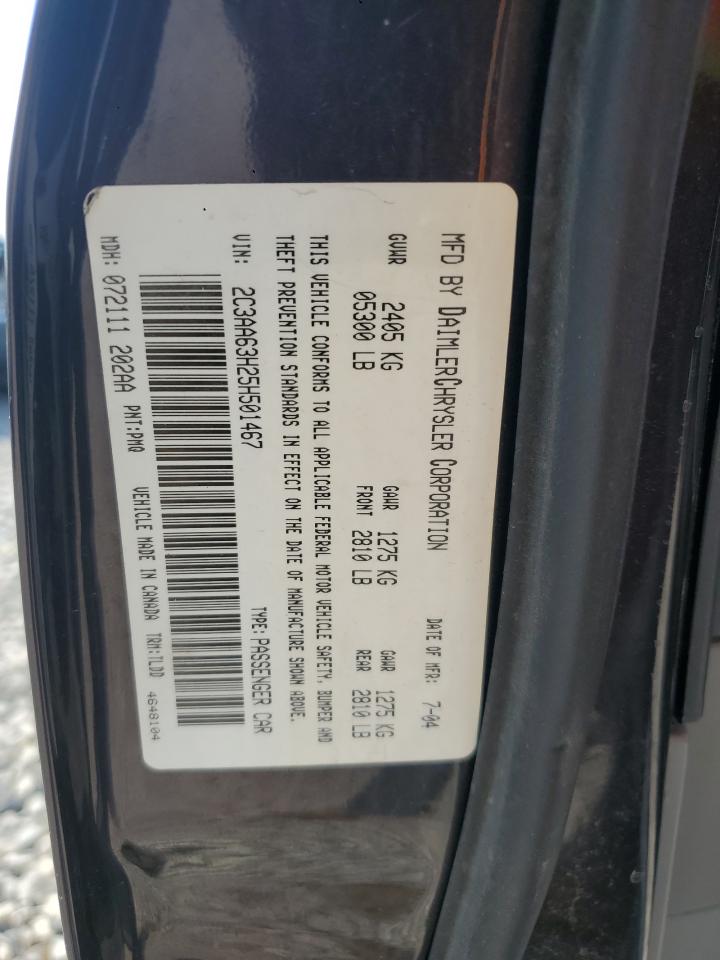 MFD BY DAIMLERCHRYSLER CORPORATION
DATE OF MFR: 7-04
GVWR 2405 KG
05300 LB
GAWR 1275 KG
FRONT 2810 LB
GAWR 1275 KG
REAR 2810 LB
THIS VEHICLE CONFORMS TO ALL APPLICABLE FEDERAL MOTOR VEHICLE SAFETY, BUMPER AND
THEFT PREVENTION STANDARDS IN EFFECT ON THE DATE OF MANUFACTURE SHOWN ABOVE.
VIN: 2C3AA63H25H501467
TYPE: PASSENGER CAR
MDH: 072111 202AA PNT:PMQ VEHICLE MADE IN CANADA TRM:TLDD
4648104